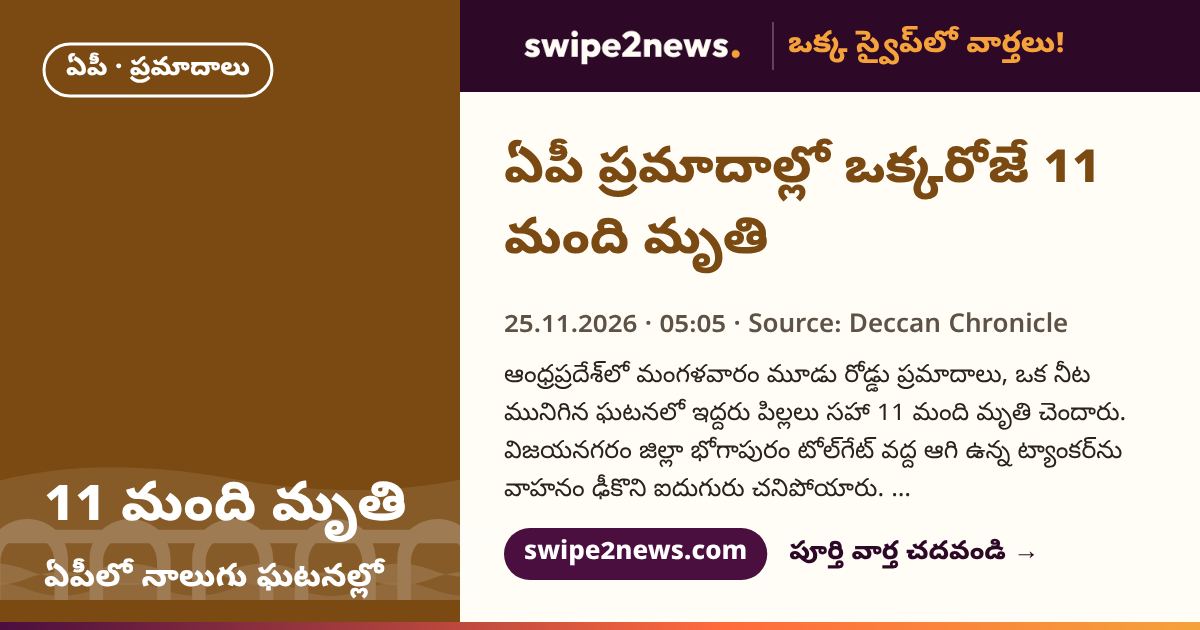 ఏపీ · ప్రమాదాలు
11 మంది మృతి
ఏపీలో నాలుగు ఘటనల్లో
swipe2news.
ఒక్క స్వైప్‌లో వార్తలు!
ఏపీ ప్రమాదాల్లో ఒక్కరోజే 11
మంది మృతి
25.11.2026 · 05:05 · Source: Deccan Chronicle
ఆంధ్రప్రదేశ్‌లో మంగళవారం మూడు రోడ్డు ప్రమాదాలు, ఒక నీట
మునిగిన ఘటనలో ఇద్దరు పిల్లలు సహా 11 మంది మృతి చెందారు.
విజయనగరం జిల్లా భోగాపురం టోల్‌గేట్ వద్ద ఆగి ఉన్న ట్యాంకర్‌ను
వాహనం ఢీకొని ఐదుగురు చనిపోయారు. ...
swipe2news.com
పూర్తి వార్త చదవండి →